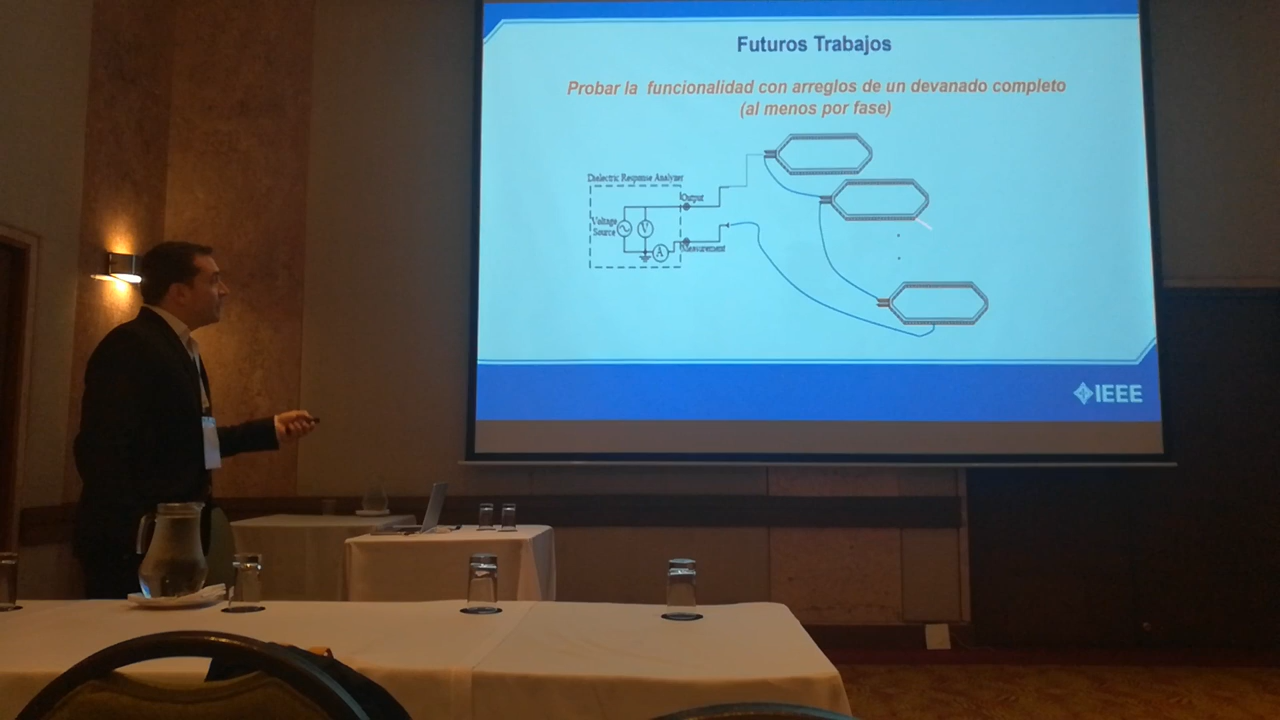 Futuros Trabajos
Probar la funcionalidad con arreglos de un devanado completo
(al menos por fase)
Dielectric Response Analyzer
Output
Voltage
Source
V
A
Measurement
IEEE